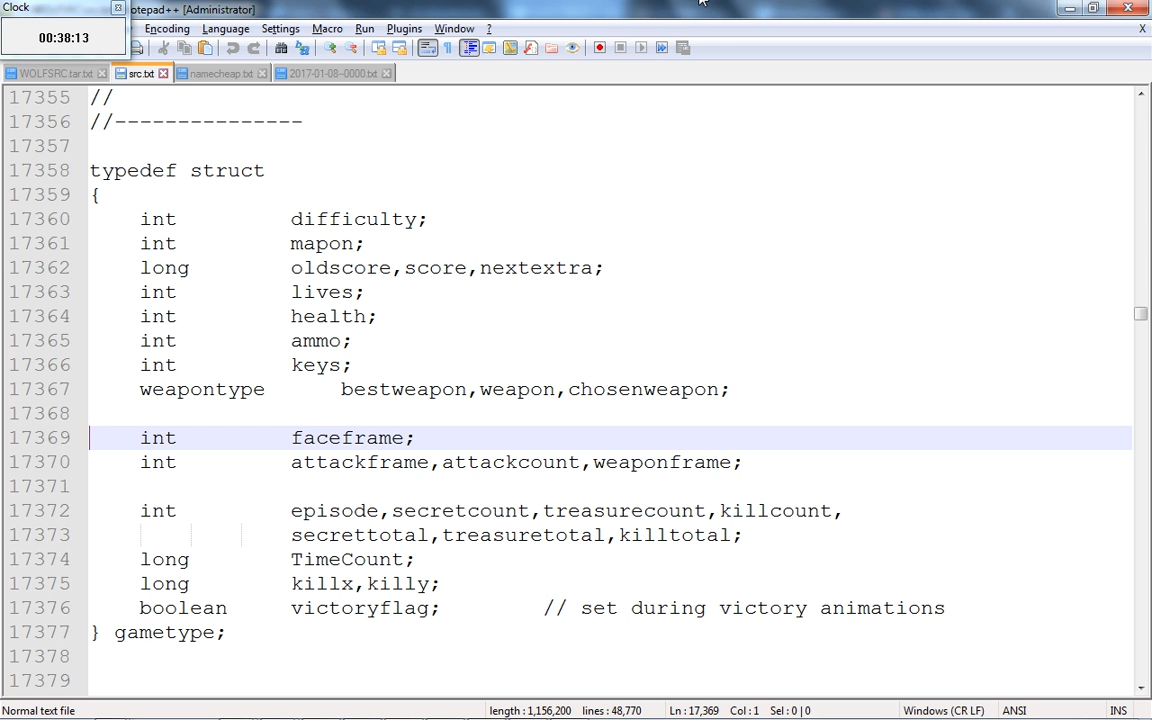 Clock
otepad++ [Administrator]
00:38:13
Encoding Language Settings Macro Run Plugins Window ? X
WOLFSRC.tar.txt src.txt namecheap.txt 2017-01-08--0000.txt
17355 //
17356 //---------------
17357
17358 typedef struct
17359 {
17360 int difficulty;
17361 int mapon;
17362 long oldscore,score,nextextra;
17363 int lives;
17364 int health;
17365 int ammo;
17366 int keys;
17367 weapontype bestweapon,weapon,chosenweapon;
17368
17369 int faceframe;
17370 int attackframe,attackcount,weaponframe;
17371
17372 int episode,secretcount,treasurecount,killcount,
17373 secrettotal,treasuretotal,killtotal;
17374 long TimeCount;
17375 long killx,killy;
17376 boolean victoryflag; // set during victory animations
17377 } gametype;
17378
17379
Normal text file length : 1,156,200 lines : 48,770 Ln : 17,369 Col : 1 Sel : 0 | 0 Windows (CR LF) ANSI INS